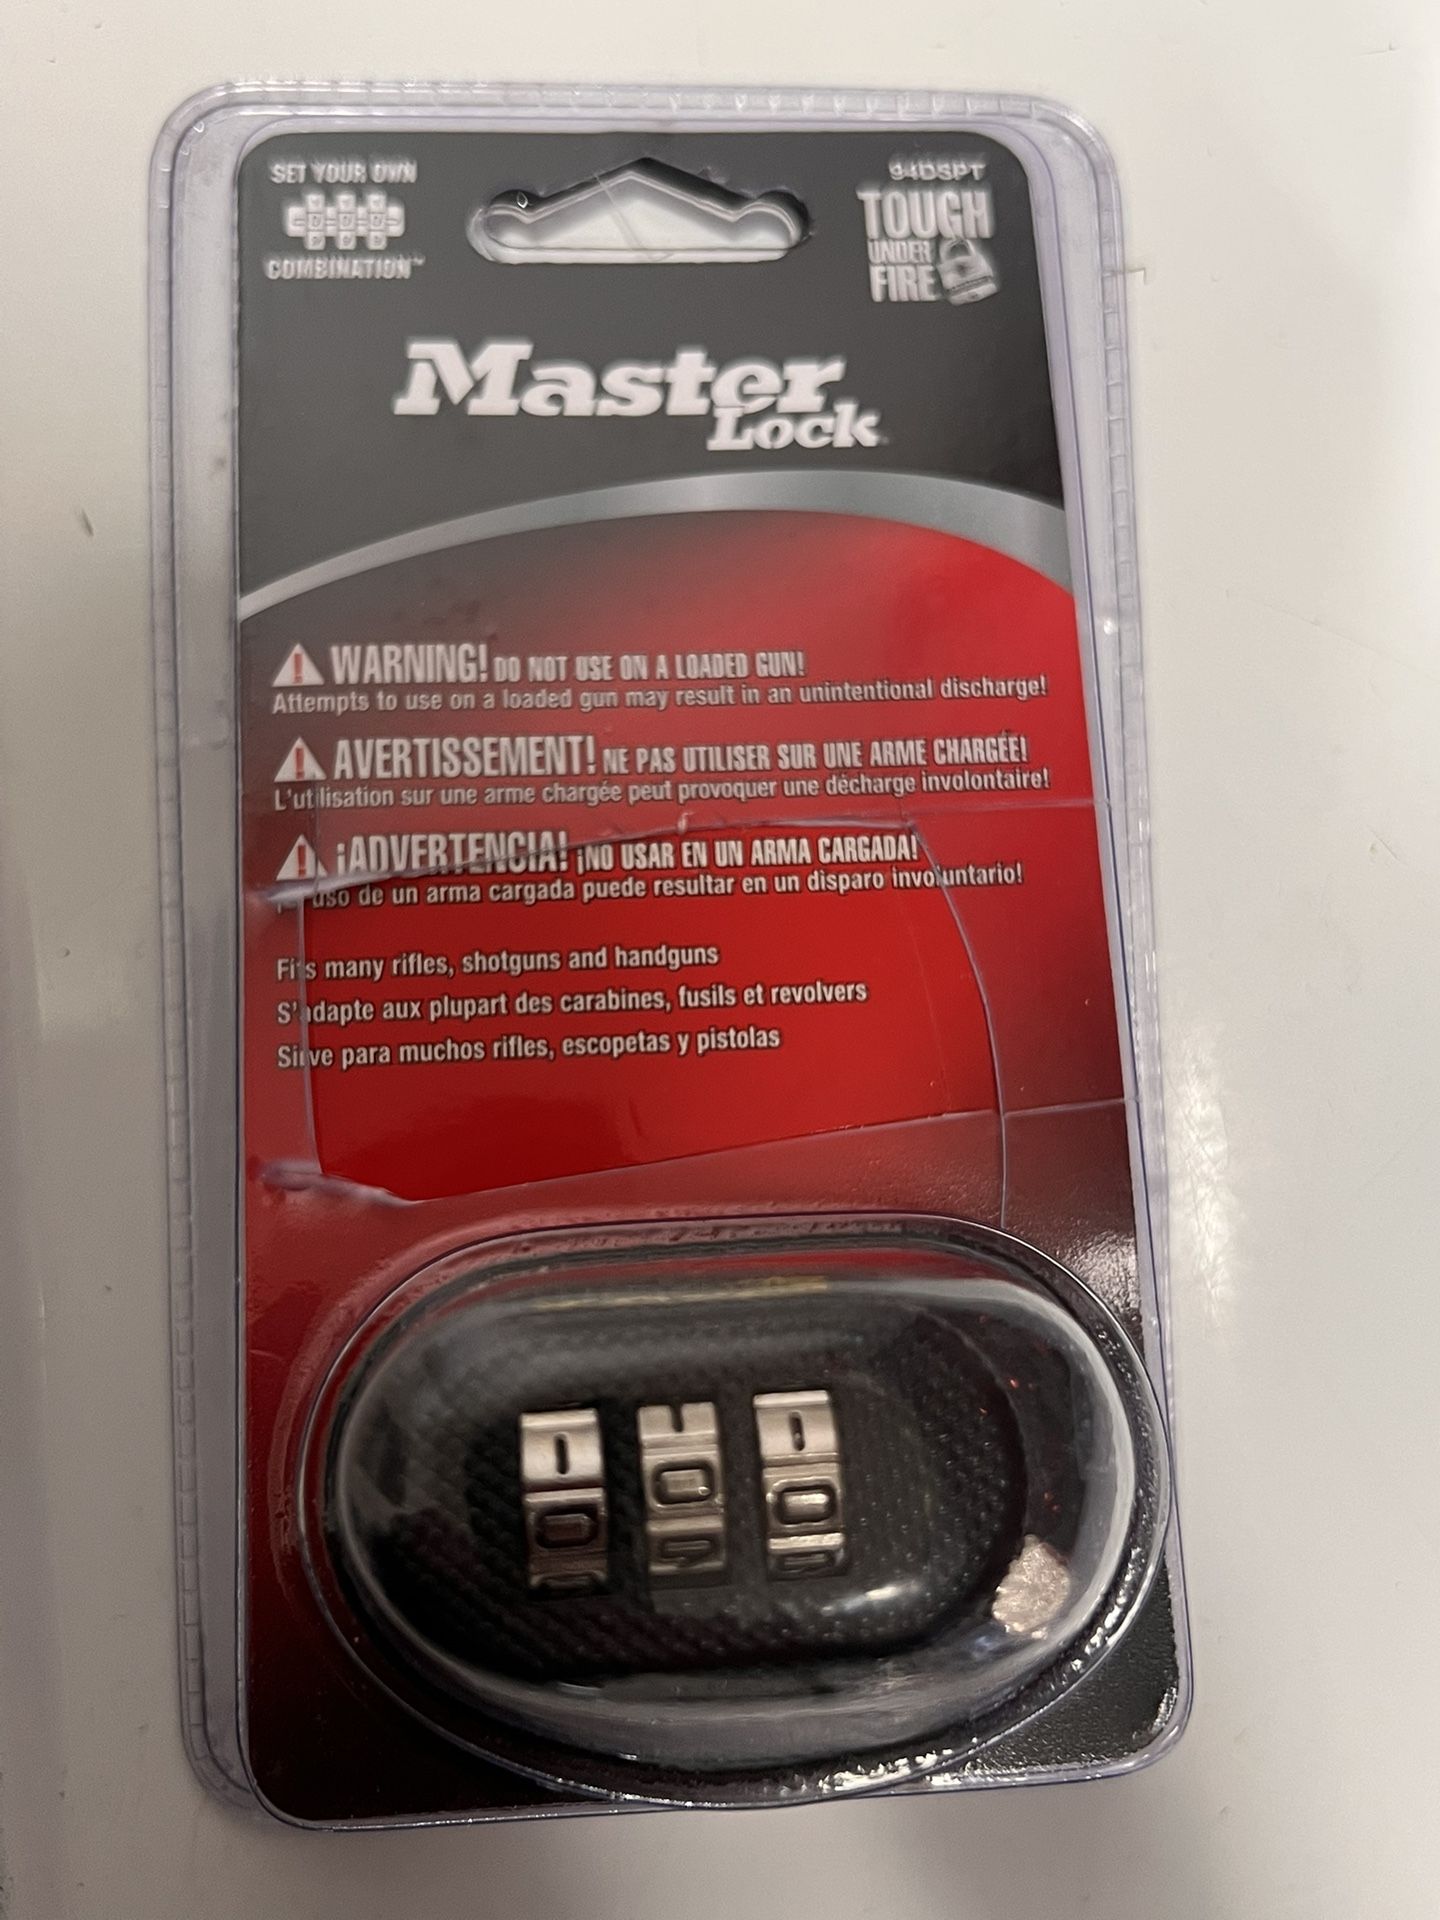 SET YOUR OWN
COMBINATION™
94DSPT
TOUGH
UNDER
FIRE
Master
Lock
WARNING! DO NOT USE ON A LOADED GUN!
Attempts to use on a loaded gun may result in an unintentional discharge!
AVERTISSEMENT! NE PAS UTILISER SUR UNE ARME CHARGÉE!
L'utilisation sur une arme chargée peut provoquer une décharge involontaire!
¡ADVERTENCIA! ¡NO USAR EN UN ARMA CARGADA!
uso de un arma cargada puede resultar en un disparo involuntario!
Fits many rifles, shotguns and handguns
S'adapte aux plupart des carabines, fusils et revolvers
Sirve para muchos rifles, escopetas y pistolas
0 0 0